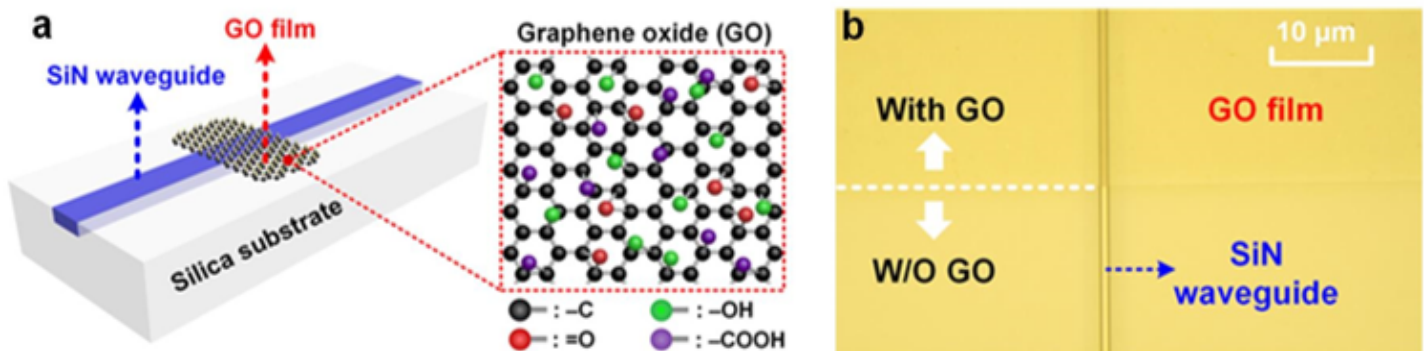 a
GO film
SiN waveguide
Silica substrate
Graphene oxide (GO)
: –C
: –OH
: =O
: –COOH
b
10 μm
With GO
GO film
W/O GO
SiN
waveguide